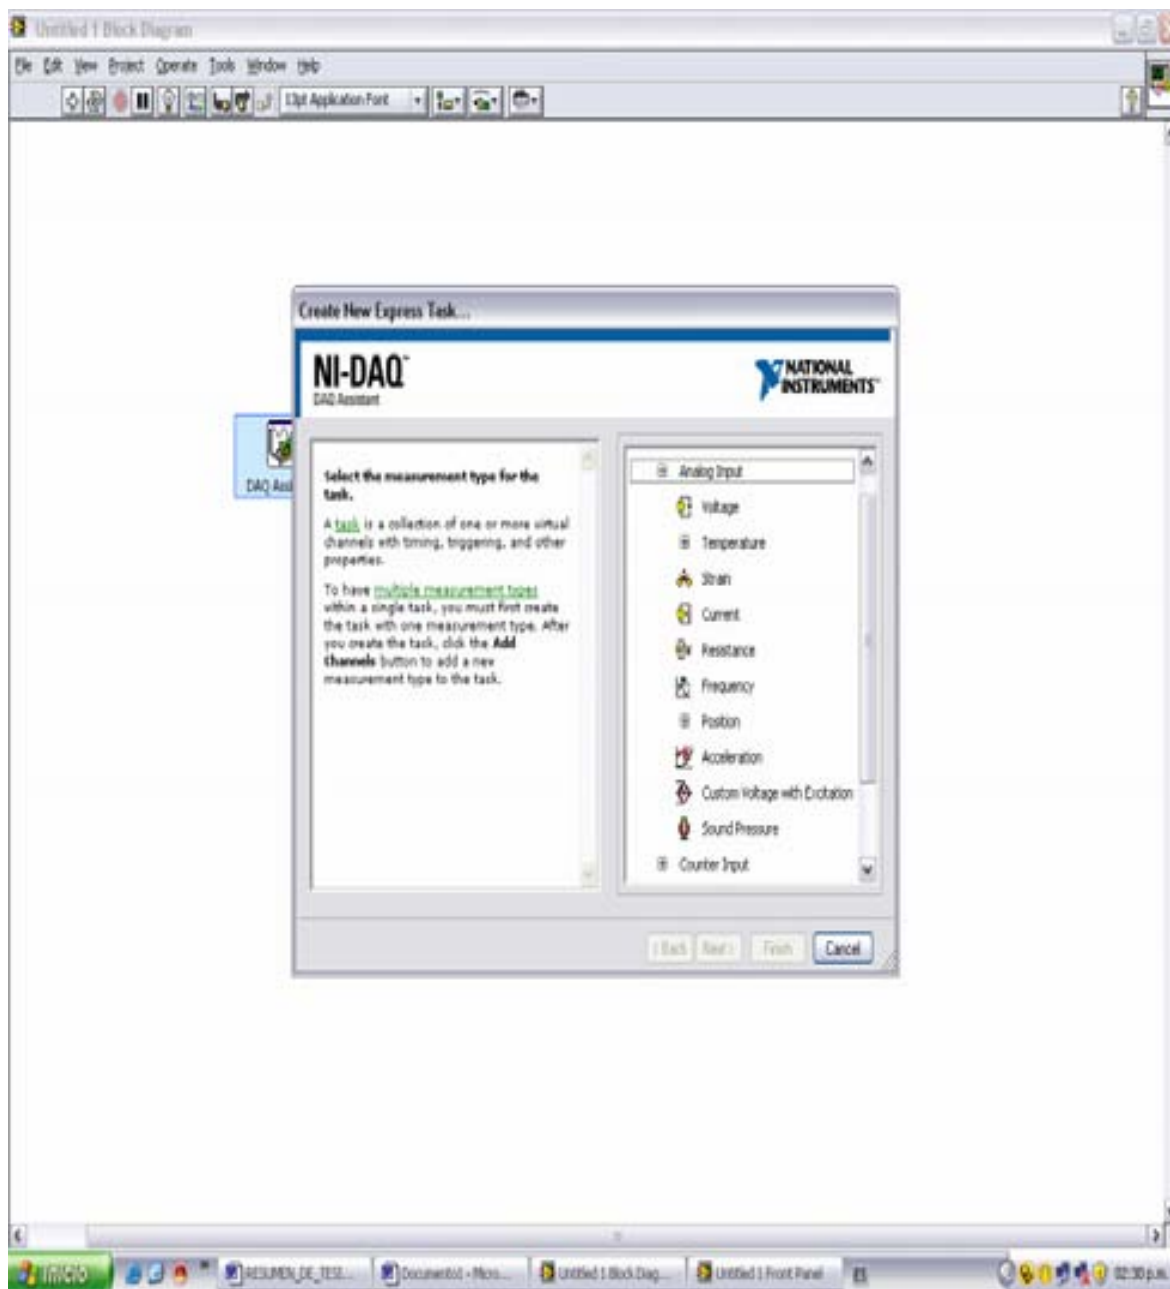 Untitled 1 Block Diagram
File Edit View Project Operate Tools Window Help
13pt Application Font
Create New Express Task...
NI-DAQ™
DAQ Assistant
NATIONAL
INSTRUMENTS™
DAQ Assi
Select the measurement type for the
task.
A task is a collection of one or more virtual
channels with timing, triggering, and other
properties.
To have multiple measurement types
within a single task, you must first create
the task with one measurement type. After
you create the task, click the Add
Channels button to add a new
measurement type to the task.
Analog Input
Voltage
Temperature
Strain
Current
Resistance
Frequency
Position
Acceleration
Custom Voltage with Excitation
Sound Pressure
Counter Input
< Back Next > Finish Cancel
Inicio RESUMEN_DE_TESI... Documento1 - Micro... Untitled 1 Block Diag... Untitled 1 Front Panel ES 02:30 p.m.